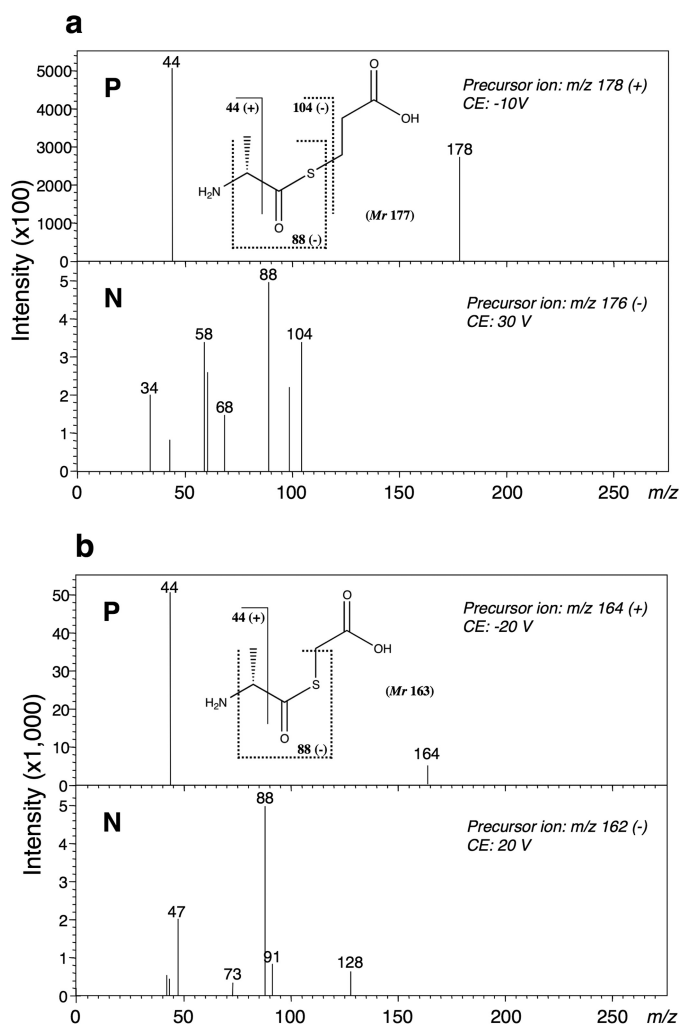 a
5000
4000
3000
2000
1000
0
P
44
44 (+)
104 (-)
O
OH
S
H₂N
O
88 (-)
(Mr 177)
178
Precursor ion: m/z 178 (+)
CE: -10V
Intensity (x100)
5
4
3
2
1
0
N
34
58
68
88
104
Precursor ion: m/z 176 (-)
CE: 30 V
0 50 100 150 200 250 m/z
b
50
40
30
20
10
0
P
44
44 (+)
O
OH
S
H₂N
O
88 (-)
(Mr 163)
164
Precursor ion: m/z 164 (+)
CE: -20 V
Intensity (x1,000)
5
4
3
2
1
0
N
47
73
88
91
128
Precursor ion: m/z 162 (-)
CE: 20 V
0 50 100 150 200 250 m/z